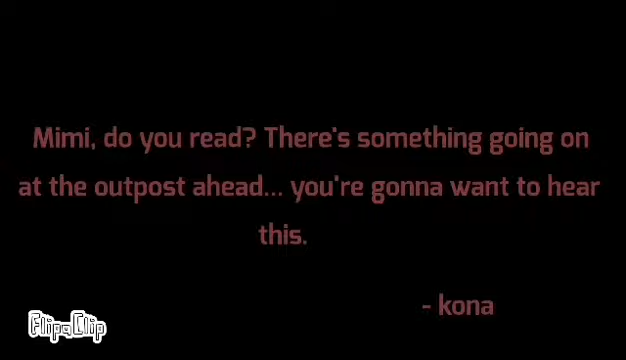 Mimi, do you read? There's something going on
at the outpost ahead... you're gonna want to hear
this.
- kona
FlipaClip